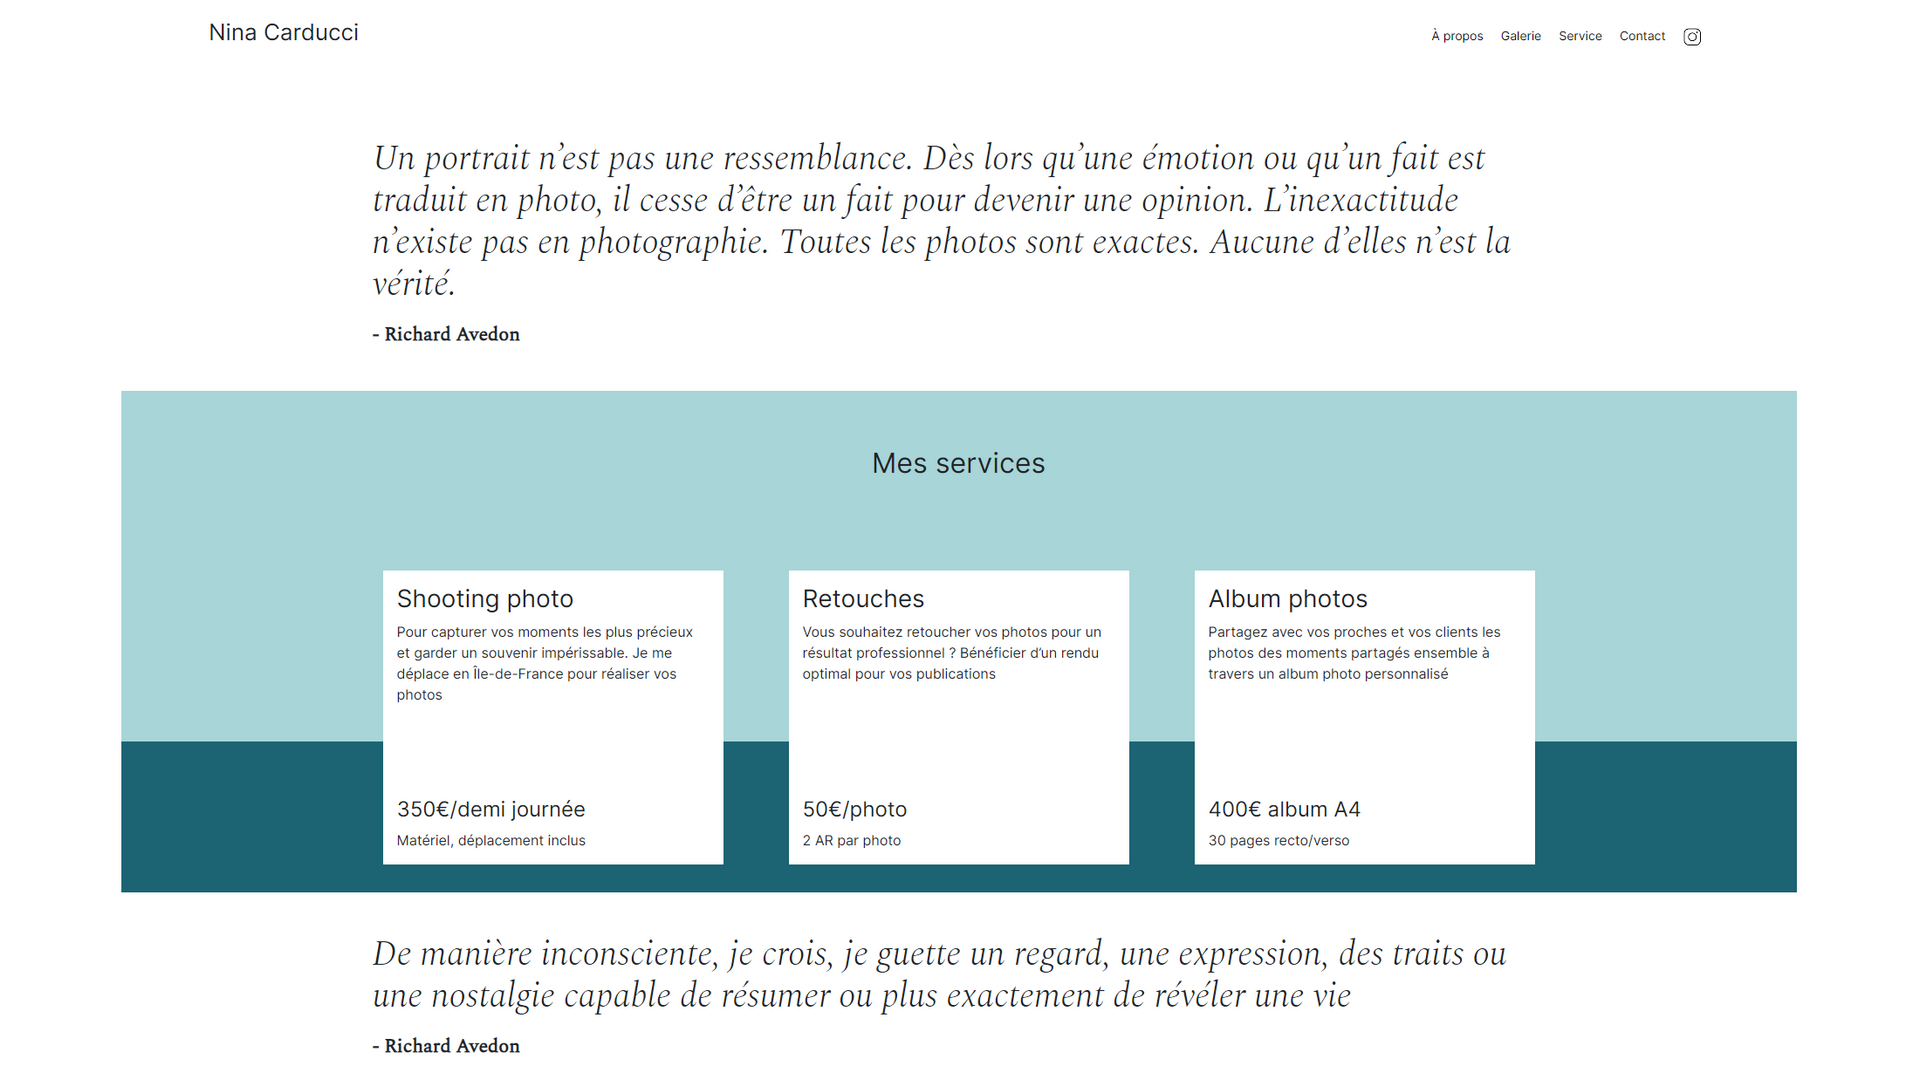 Nina Carducci
À propos Galerie Service Contact
Un portrait n’est pas une ressemblance. Dès lors qu’une émotion ou qu’un fait est
traduit en photo, il cesse d’être un fait pour devenir une opinion. L’inexactitude
n’existe pas en photographie. Toutes les photos sont exactes. Aucune d’elles n’est la
vérité.
- Richard Avedon
Mes services
Shooting photo
Pour capturer vos moments les plus précieux
et garder un souvenir impérissable. Je me
déplace en Île-de-France pour réaliser vos
photos
350€/demi journée
Matériel, déplacement inclus
Retouches
Vous souhaitez retoucher vos photos pour un
résultat professionnel ? Bénéficier d’un rendu
optimal pour vos publications
50€/photo
2 AR par photo
Album photos
Partagez avec vos proches et vos clients les
photos des moments partagés ensemble à
travers un album photo personnalisé
400€ album A4
30 pages recto/verso
De manière inconsciente, je crois, je guette un regard, une expression, des traits ou
une nostalgie capable de résumer ou plus exactement de révéler une vie
- Richard Avedon